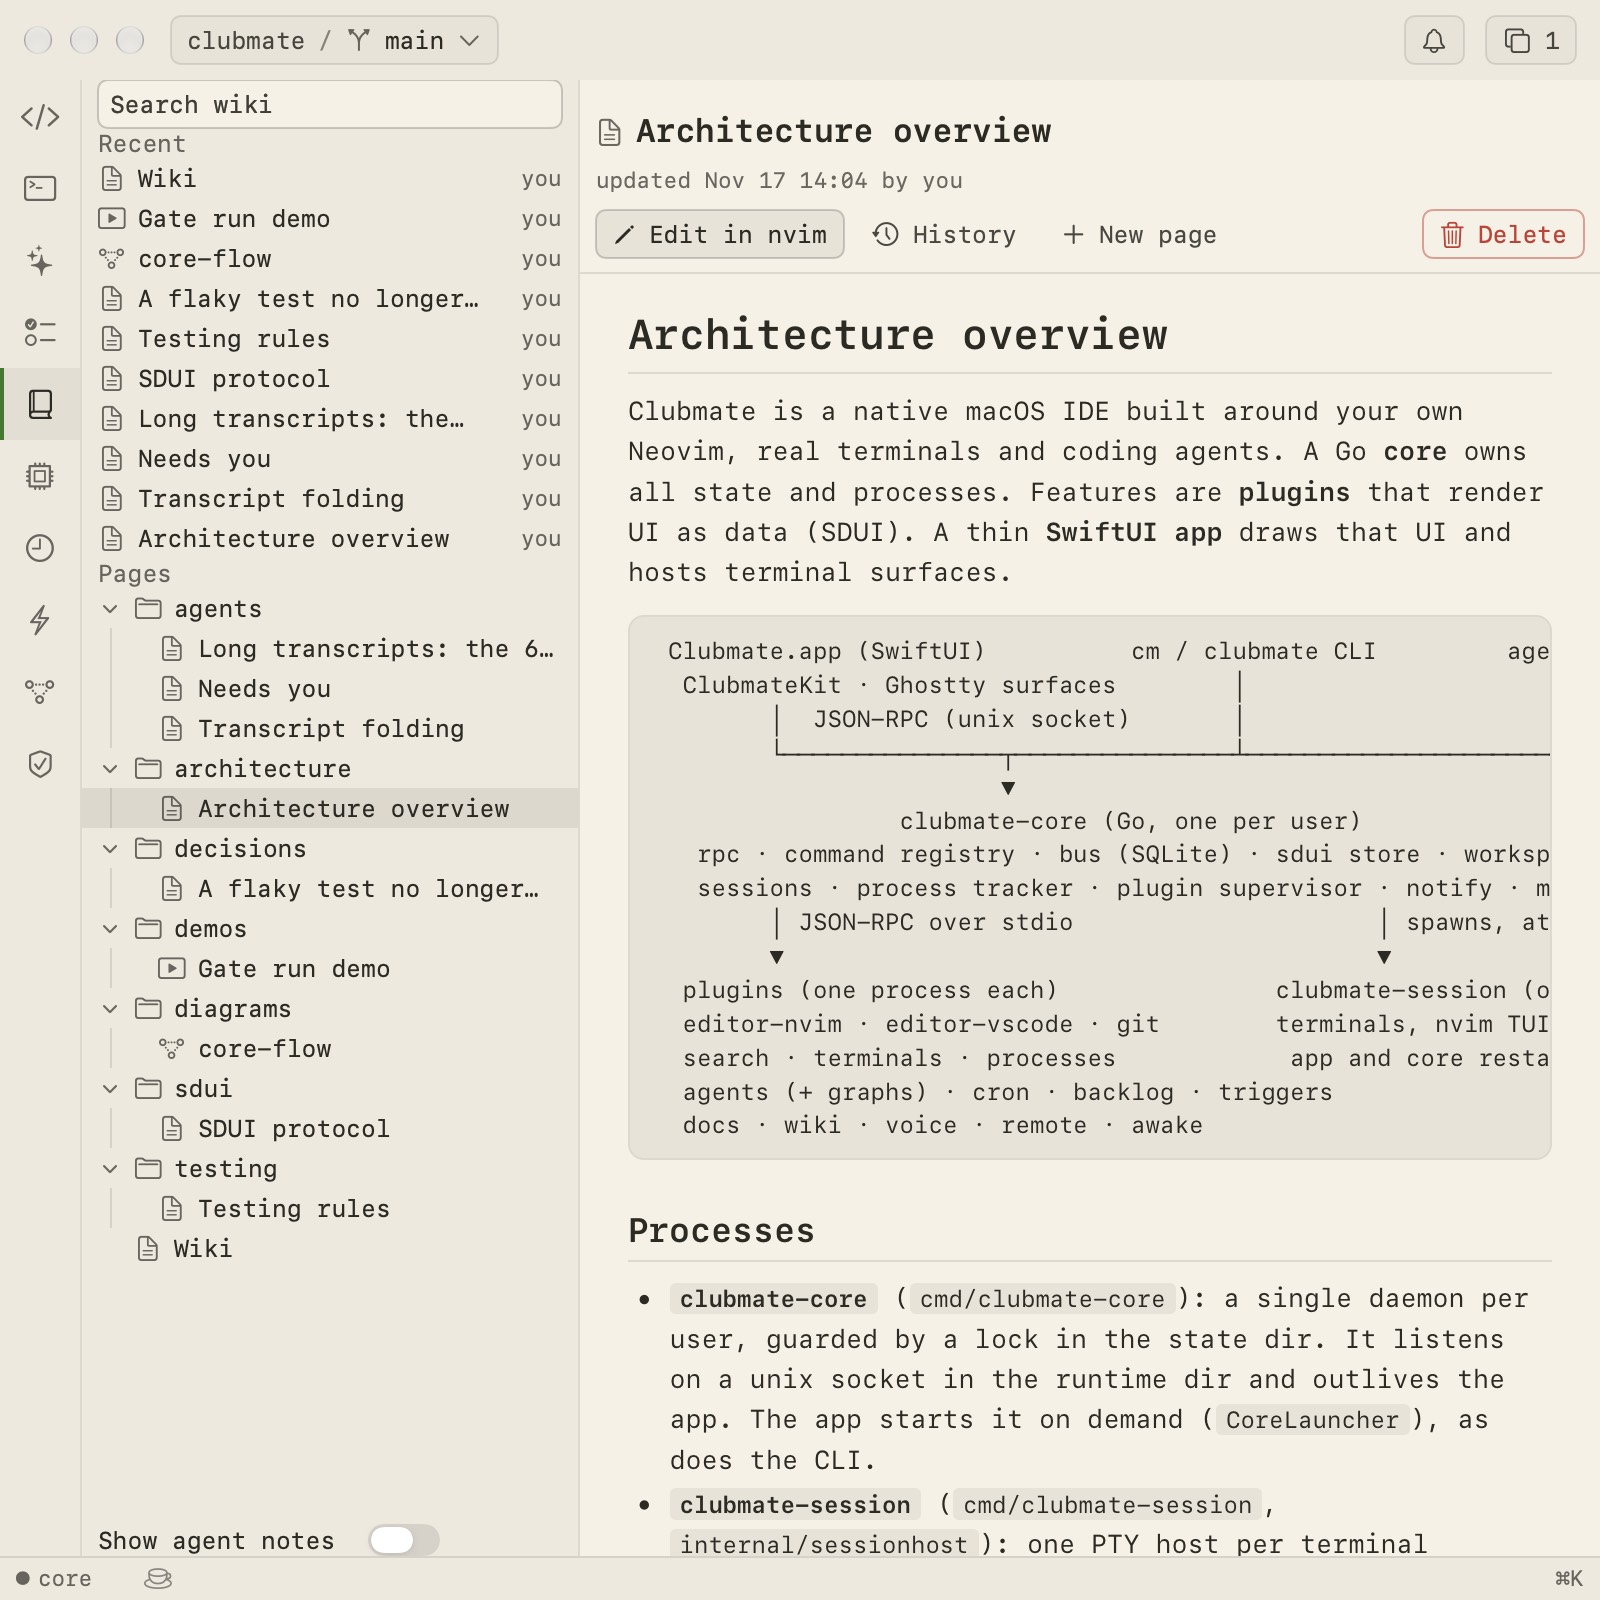 clubmate / main
1
Search wiki
Recent
Wiki you
Gate run demo you
core-flow you
A flaky test no longer… you
Testing rules you
SDUI protocol you
Long transcripts: the… you
Needs you you
Transcript folding you
Architecture overview you
Pages
agents
Long transcripts: the 6…
Needs you
Transcript folding
architecture
Architecture overview
decisions
A flaky test no longer…
demos
Gate run demo
diagrams
core-flow
sdui
SDUI protocol
testing
Testing rules
Wiki
Show agent notes
Architecture overview
updated Nov 17 14:04 by you
Edit in nvim History + New page Delete
Architecture overview
Clubmate is a native macOS IDE built around your own
Neovim, real terminals and coding agents. A Go core owns
all state and processes. Features are plugins that render
UI as data (SDUI). A thin SwiftUI app draws that UI and
hosts terminal surfaces.
Clubmate.app (SwiftUI) cm / clubmate CLI age
ClubmateKit · Ghostty surfaces
JSON-RPC (unix socket)
clubmate-core (Go, one per user)
rpc · command registry · bus (SQLite) · sdui store · worksp
sessions · process tracker · plugin supervisor · notify · m
JSON-RPC over stdio spawns, at
plugins (one process each) clubmate-session (o
editor-nvim · editor-vscode · git terminals, nvim TUI
search · terminals · processes app and core resta
agents (+ graphs) · cron · backlog · triggers
docs · wiki · voice · remote · awake
Processes
• clubmate-core (cmd/clubmate-core): a single daemon per
user, guarded by a lock in the state dir. It listens
on a unix socket in the runtime dir and outlives the
app. The app starts it on demand (CoreLauncher), as
does the CLI.
• clubmate-session (cmd/clubmate-session,
internal/sessionhost): one PTY host per terminal
core
⌘K